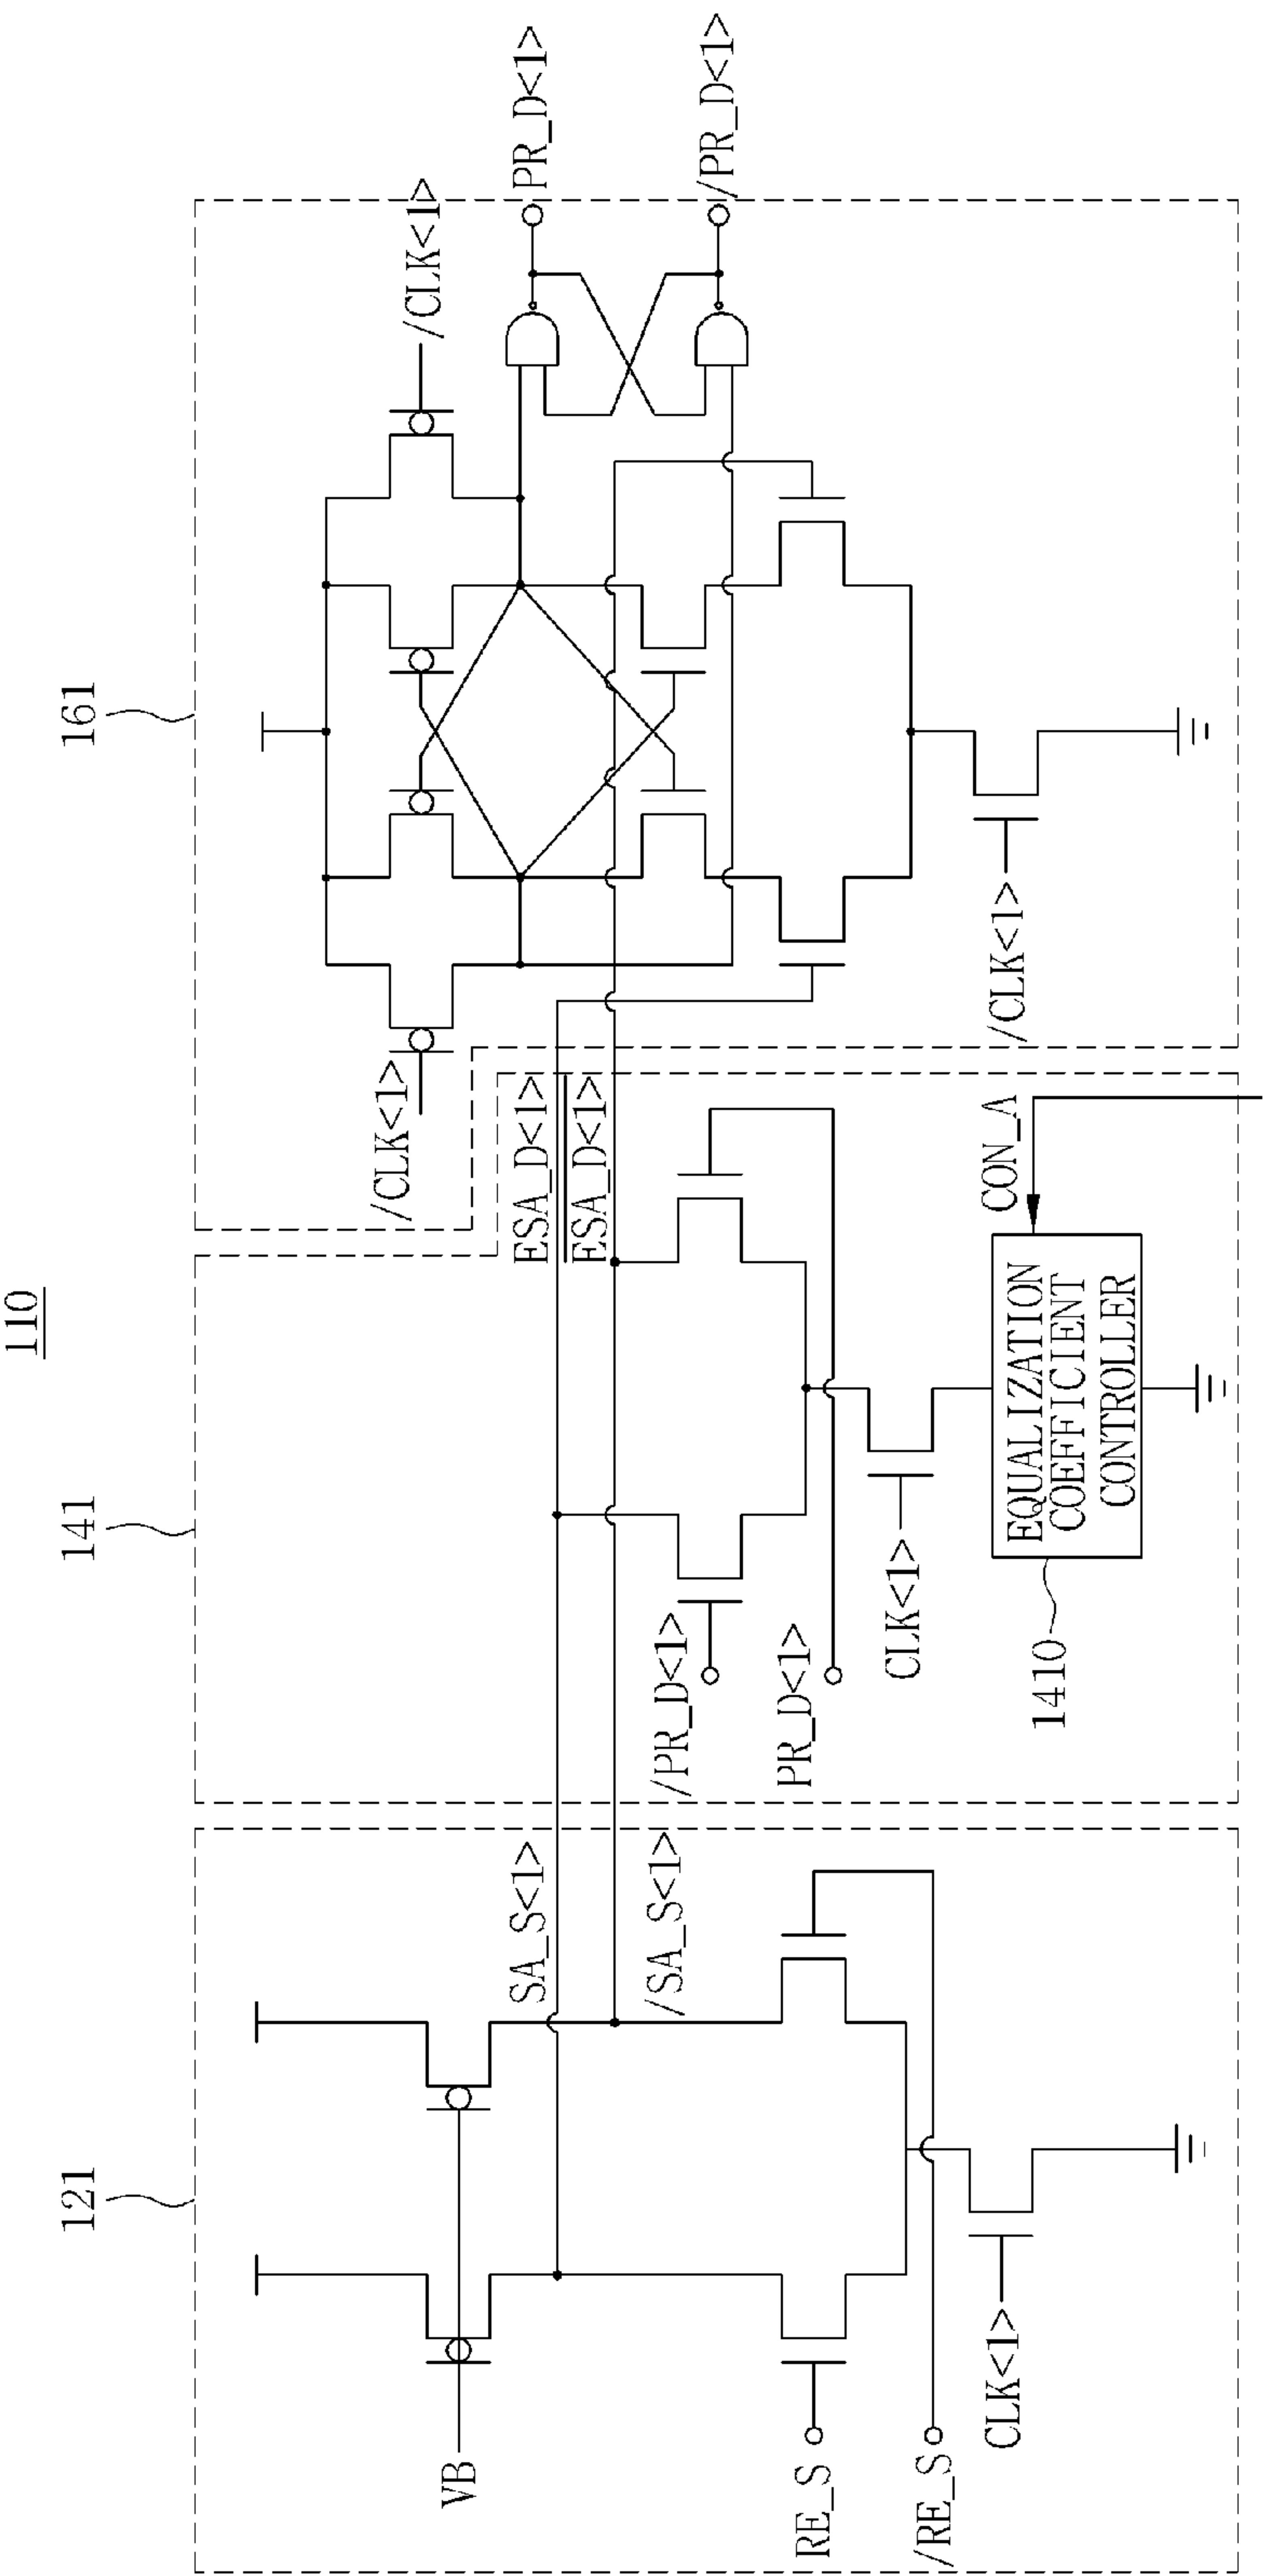 110
121
141
161
VB
RE_S
/RE_S
CLK<1>
SA_S<1>
/SA_S<1>
/PR_D<1>
PR_D<1>
CLK<1>
1410
EQUALIZATION
COEFFICIENT
CONTROLLER
CON_A
ESA_D<1>
ESA_D<1>
/CLK<1>
/CLK<1>
/CLK<1>
PR_D<1>
/PR_D<1>